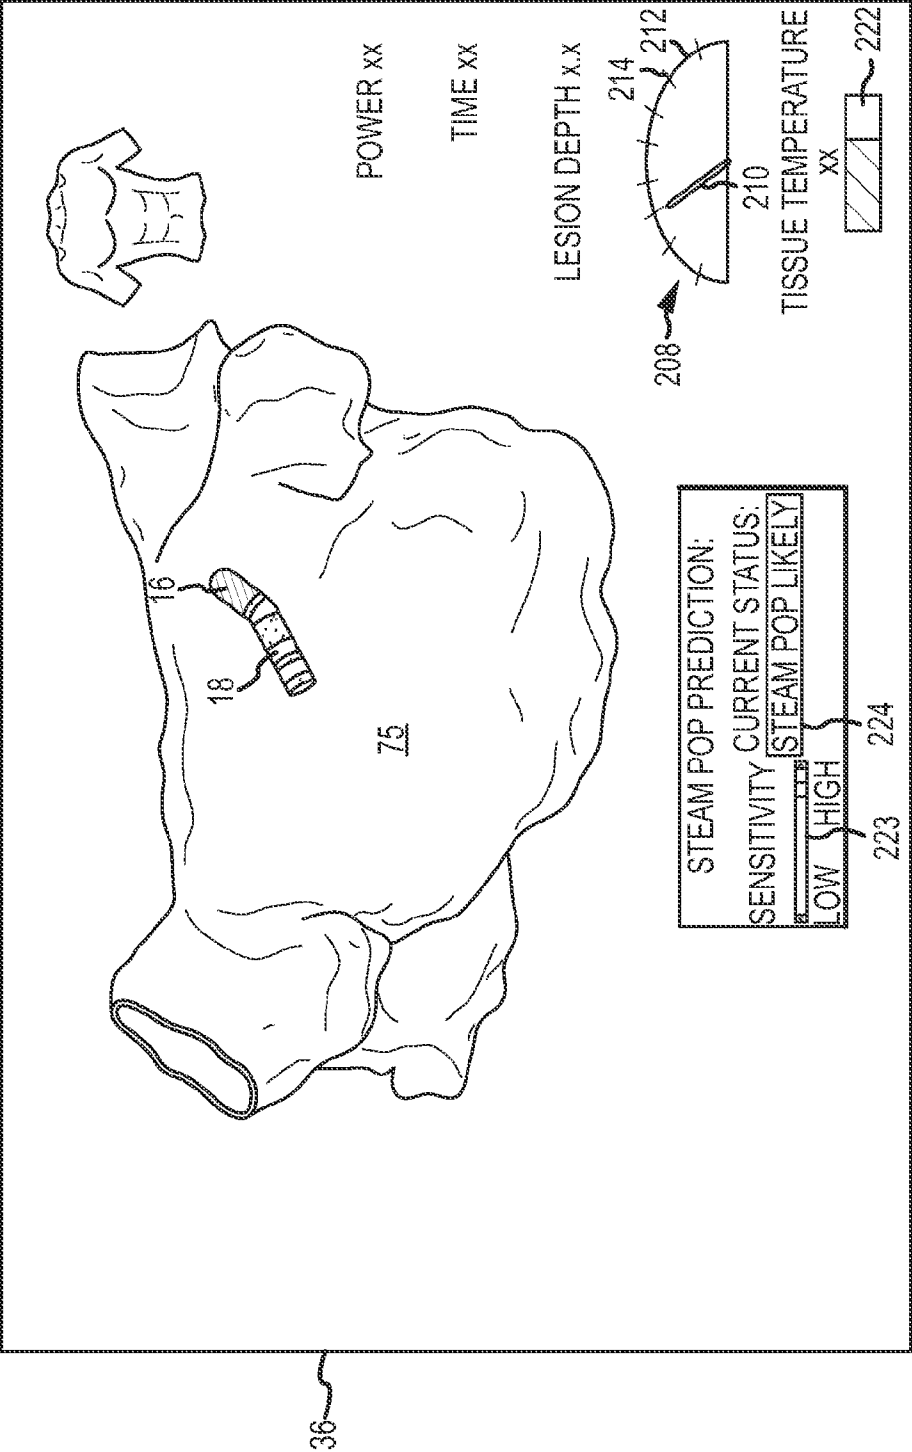 36
16
18
75
POWER xx
TIME xx
LESION DEPTH x.x
214
212
210
208
TISSUE TEMPERATURE
xx
222
STEAM POP PREDICTION:
SENSITIVITY
LOW HIGH
CURRENT STATUS:
STEAM POP LIKELY
223
224